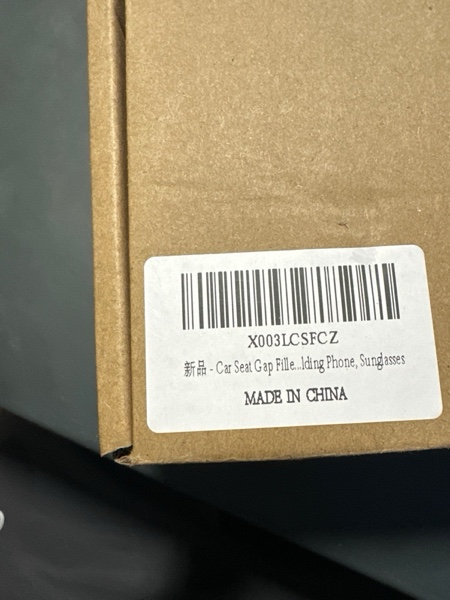 X003LCSFCZ
新品 - Car Seat Gap Fille...lding Phone, Sunglasses
MADE IN CHINA